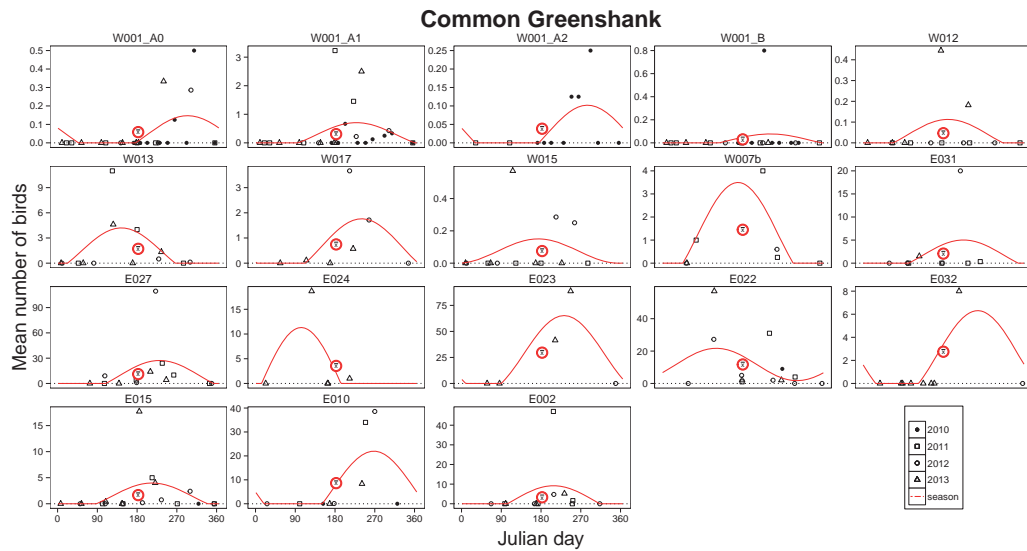 Common Greenshank
W001_A0 W001_A1 W001_A2 W001_B W012
0.5 0.4 0.3 0.2 0.1 0.0
3 2 1 0
0.25 0.20 0.15 0.10 0.05 0.00
0.8 0.6 0.4 0.2 0.0
0.4 0.3 0.2 0.1 0.0
W013 W017 W015 W007b E031
9 6 3 0
3 2 1 0
0.4 0.2 0.0
4 3 2 1 0
20 15 10 5 0
E027 E024 E023 E022 E032
90 60 30 0
15 10 5 0
75 50 25 0
40 20 0
8 6 4 2 0
E015 E010 E002
15 10 5 0
40 30 20 10 0
40 30 20 10 0
0 90 180 270 360
0 90 180 270 360
0 90 180 270 360
Mean number of birds
Julian day
2010
2011
2012
2013
season